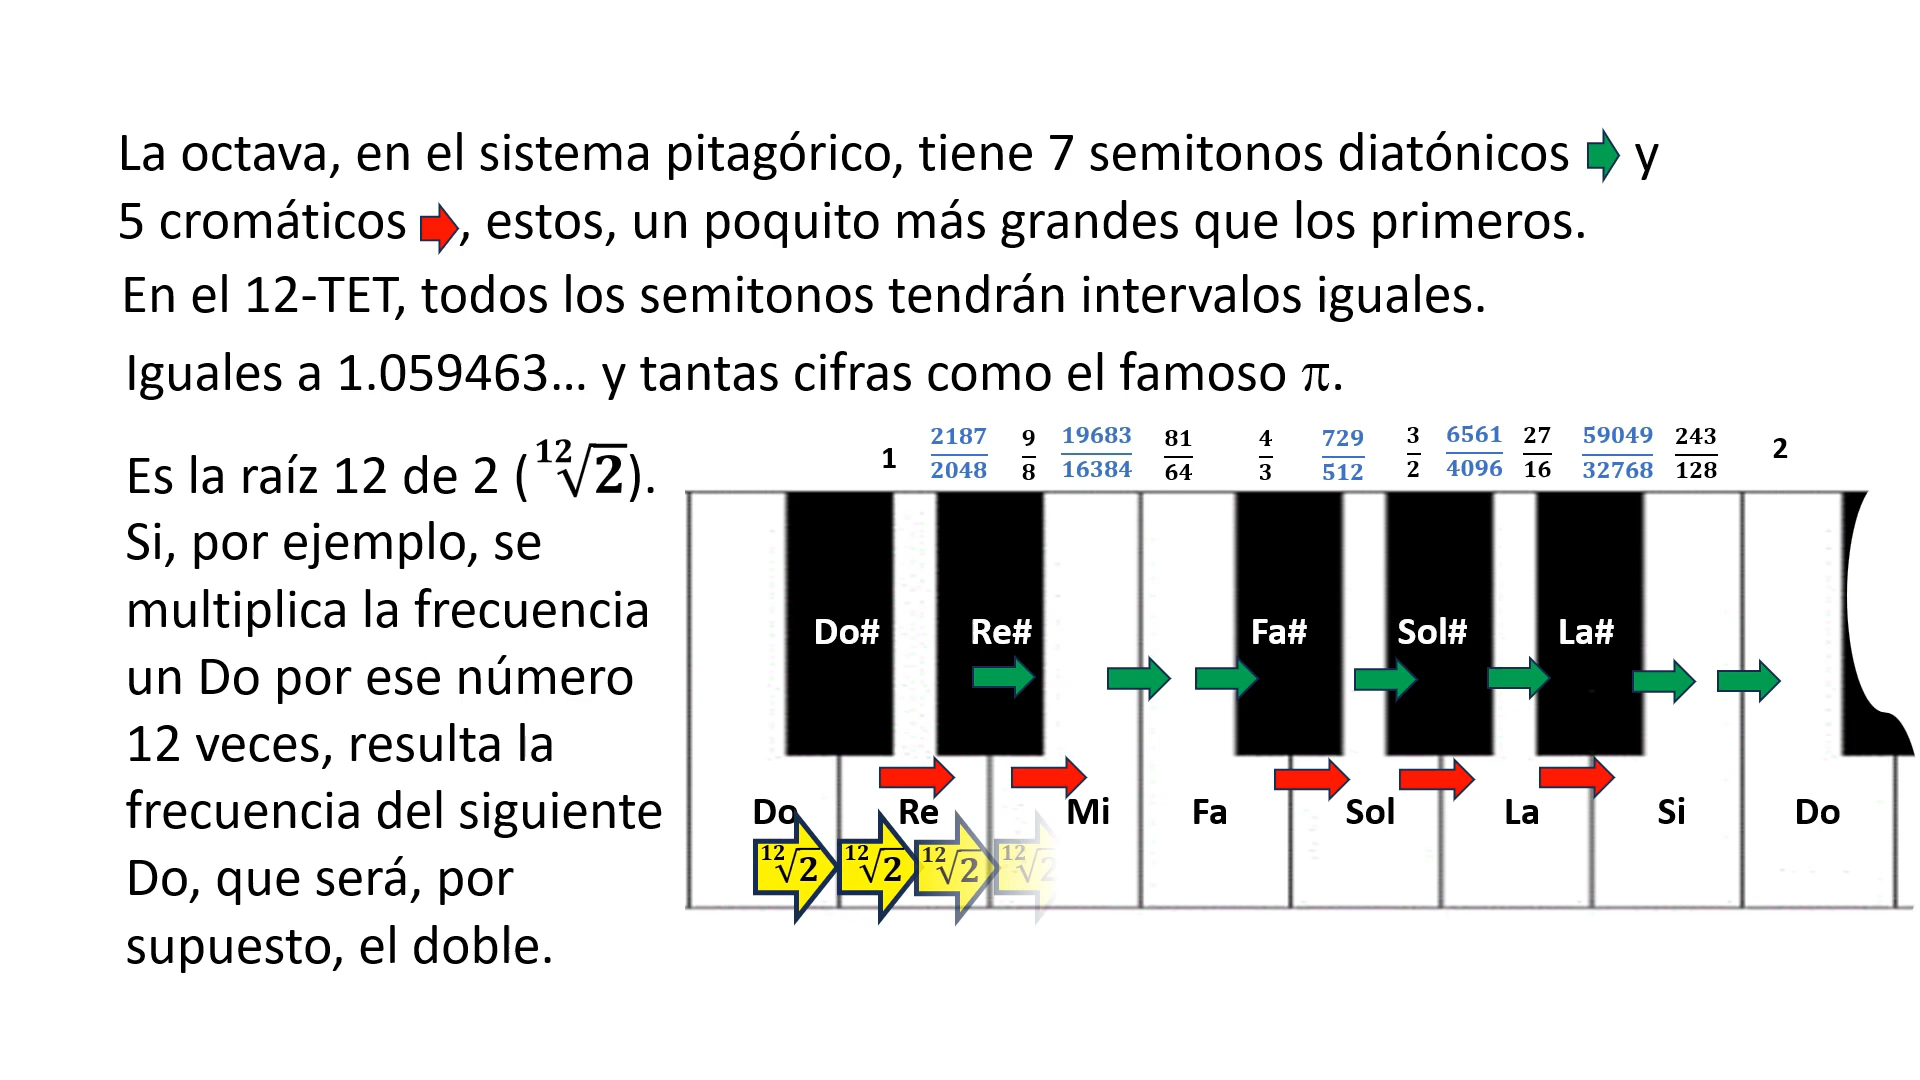 La octava, en el sistema pitagórico, tiene 7 semitonos diatónicos y
5 cromáticos , estos, un poquito más grandes que los primeros.
En el 12-TET, todos los semitonos tendrán intervalos iguales.
Iguales a 1.059463... y tantas cifras como el famoso π.
Es la raíz 12 de 2 (¹²√2).
Si, por ejemplo, se
multiplica la frecuencia
un Do por ese número
12 veces, resulta la
frecuencia del siguiente
Do, que será, por
supuesto, el doble.
1 2187/2048 9/8 19683/16384 81/64 4/3 729/512 3/2 6561/4096 27/16 59049/32768 243/128 2
Do# Re# Fa# Sol# La#
Do Re Mi Fa Sol La Si Do
¹²√2 ¹²√2 ¹²√2 ¹²√2